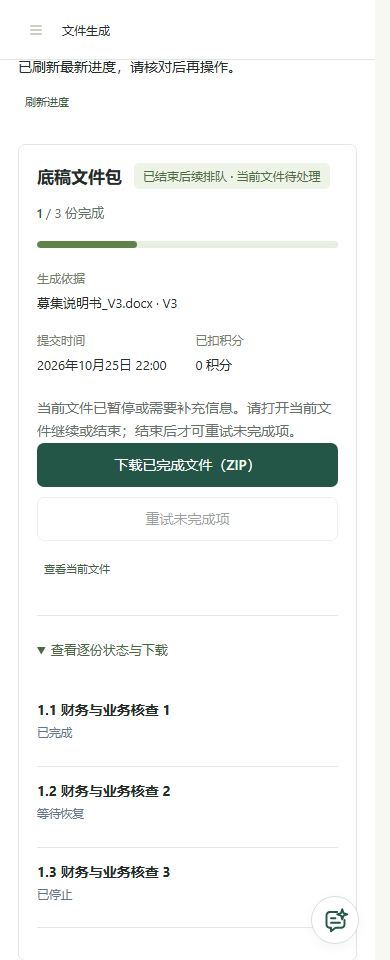 文件生成
已刷新最新进度，请核对后再操作。
刷新进度
底稿文件包
已结束后续排队 · 当前文件待处理
1 / 3 份完成
生成依据
募集说明书_V3.docx · V3
提交时间
已扣积分
2026年10月25日 22:00
0 积分
当前文件已暂停或需要补充信息。请打开当前文
件继续或结束；结束后才可重试未完成项。
下载已完成文件（ZIP）
重试未完成项
查看当前文件
▼ 查看逐份状态与下载
1.1 财务与业务核查 1
已完成
1.2 财务与业务核查 2
等待恢复
1.3 财务与业务核查 3
已停止